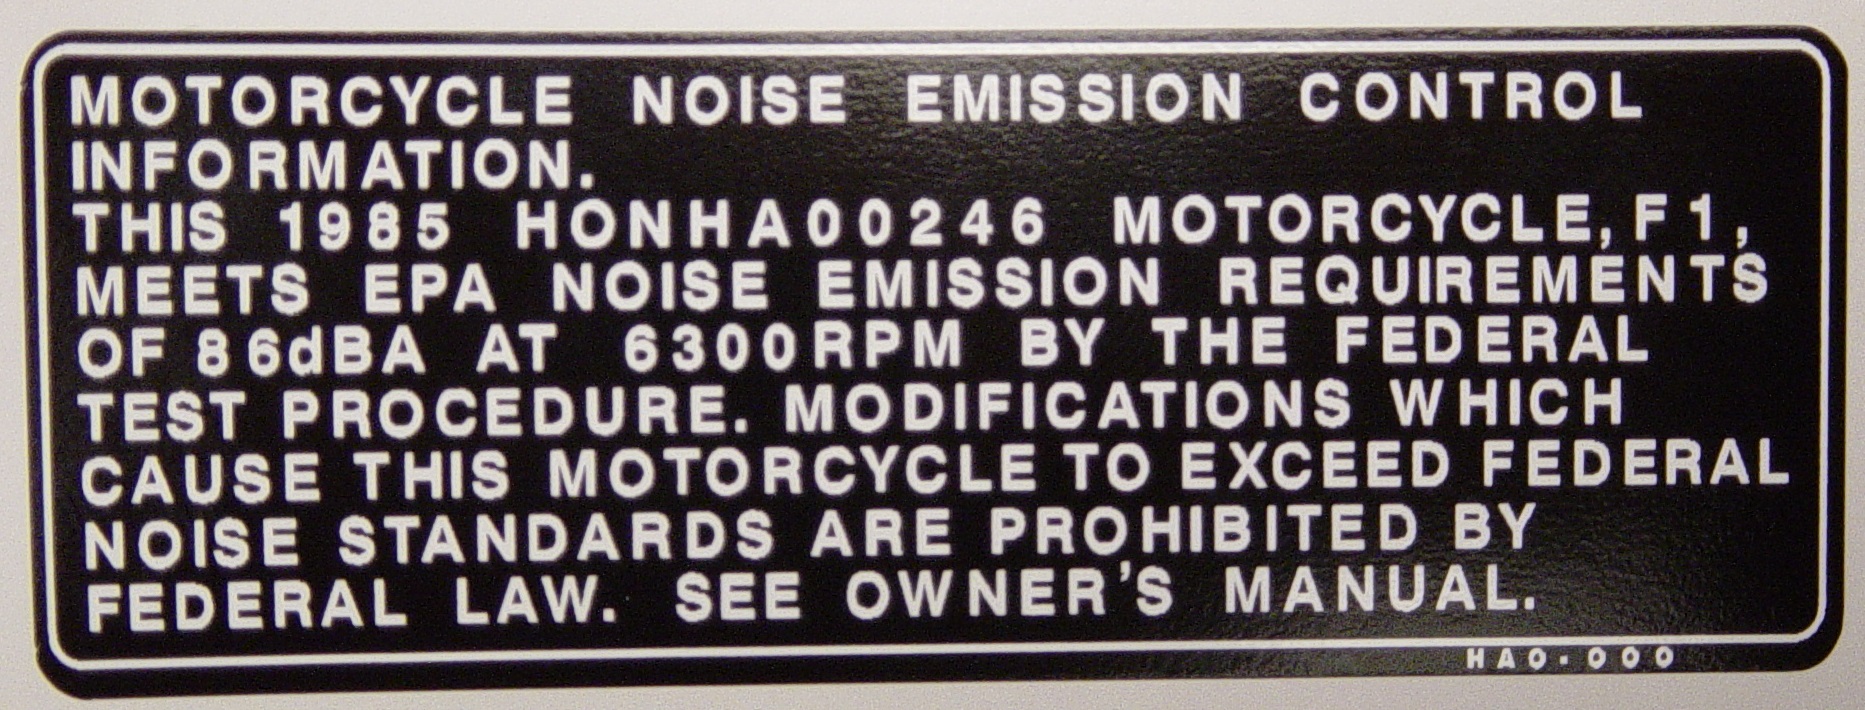 MOTORCYCLE NOISE EMISSION CONTROL
INFORMATION.
THIS 1985 HONHA00246 MOTORCYCLE, F1,
MEETS EPA NOISE EMISSION REQUIREMENTS
OF 86dBA AT 6300RPM BY THE FEDERAL
TEST PROCEDURE. MODIFICATIONS WHICH
CAUSE THIS MOTORCYCLE TO EXCEED FEDERAL
NOISE STANDARDS ARE PROHIBITED BY
FEDERAL LAW. SEE OWNER'S MANUAL.
HA0-000